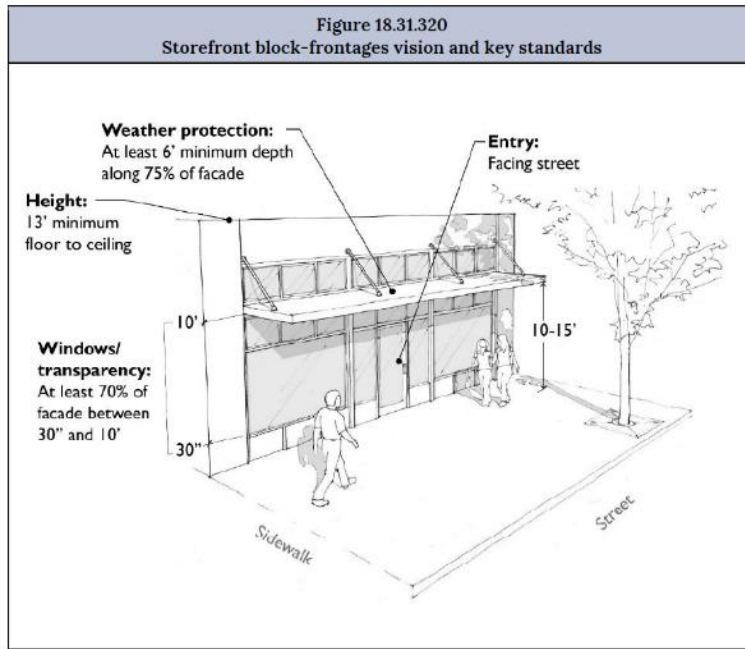 Figure 18.31.320
Storefront block-frontages vision and key standards
Weather protection:
At least 6’ minimum depth
along 75% of facade
Entry:
Facing street
Height:
13’ minimum
floor to ceiling
10’
Windows/
transparency:
At least 70% of
facade between
30” and 10’
30”
10-15’
Sidewalk
Street